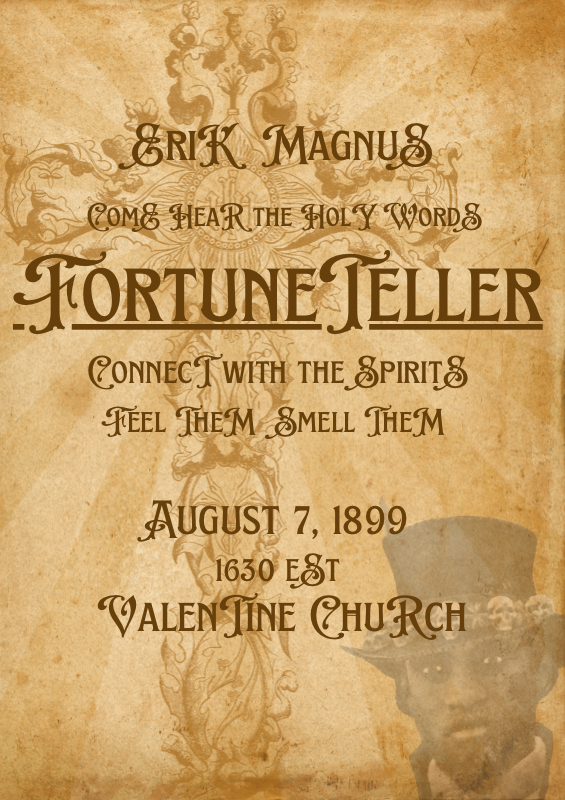 Erik Magnus
Come Hear the Holy Words
FortuneTeller
Connect with the Spirits
Feel Them Smell Them
August 7, 1899
1630 eSt
Valentine Church